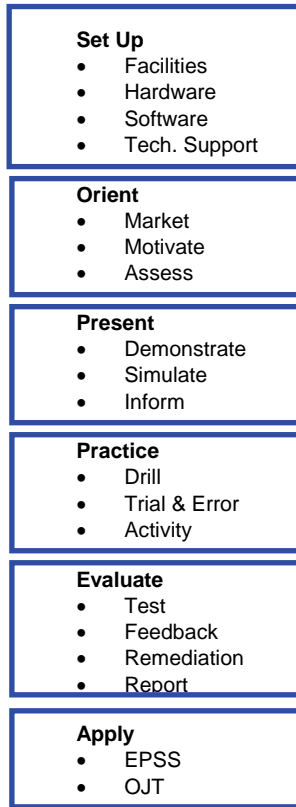 Set Up
• Facilities
• Hardware
• Software
• Tech. Support
Orient
• Market
• Motivate
• Assess
Present
• Demonstrate
• Simulate
• Inform
Practice
• Drill
• Trial & Error
• Activity
Evaluate
• Test
• Feedback
• Remediation
• Report
Apply
• EPSS
• OJT